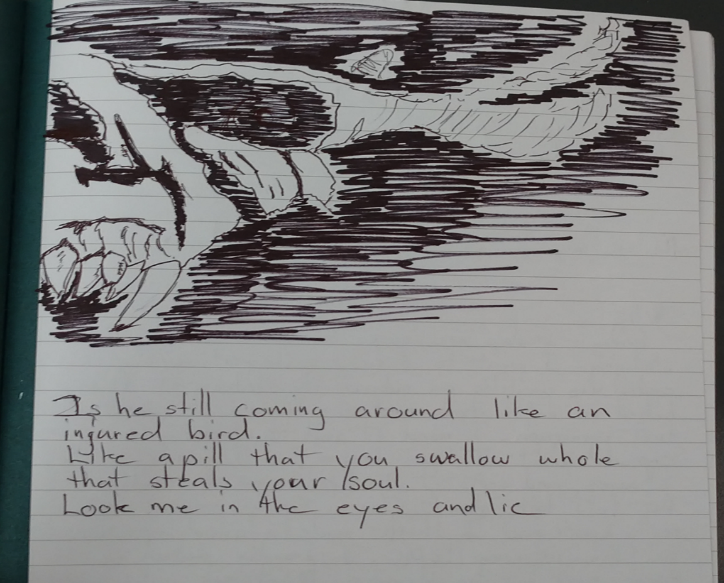 Is he still coming around like an
injured bird.
Like a pill that you swallow whole
that steals your soul.
Look me in the eyes and lie